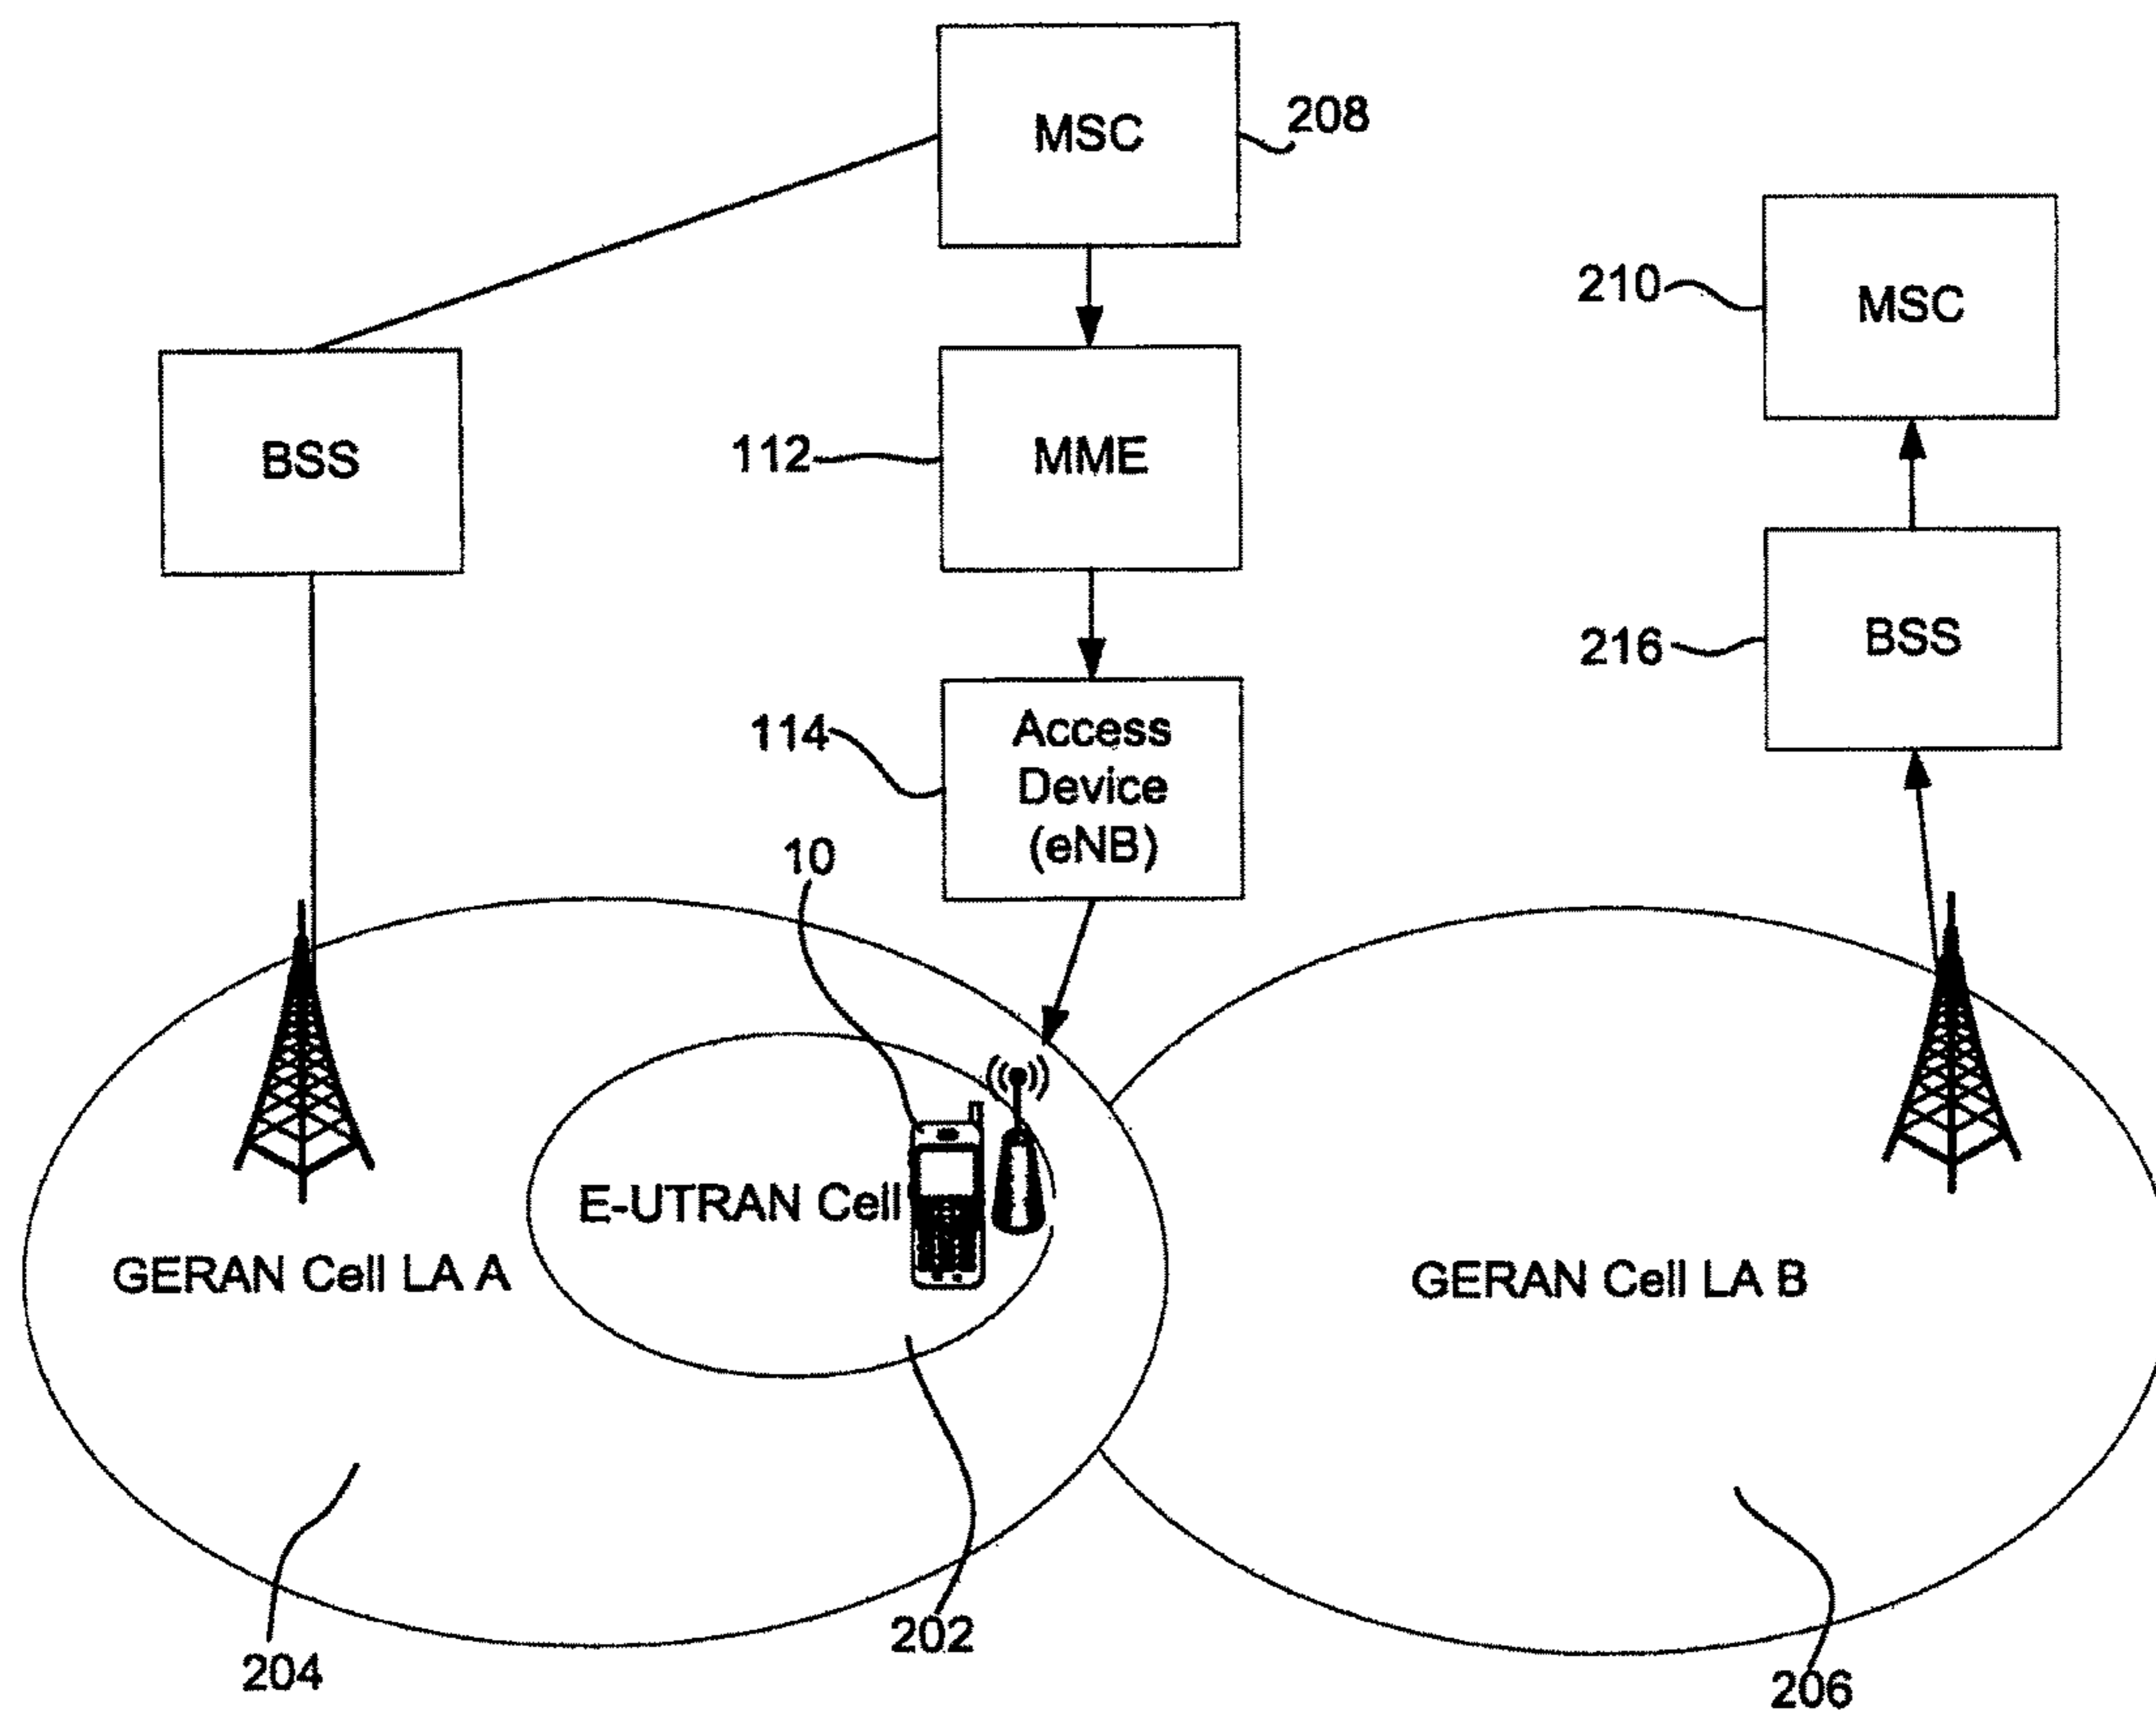 MSC
208
210
MSC
BSS
112
MME
216
BSS
114
Access
Device
(eNB)
10
E-UTRAN Cell
GERAN Cell LA A
GERAN Cell LA B
204
202
206